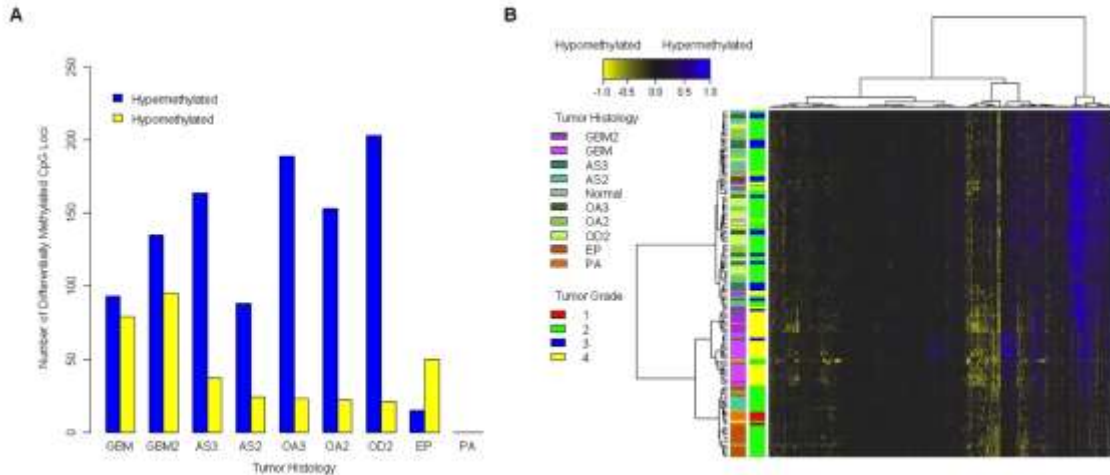 A
Number of Differentially Methylated CpG Loci
250
200
150
100
50
0
Hypermethylated
Hypomethylated
GBM GBM2 AS3 AS2 OA3 OA2 OD2 EP PA
Tumor Histology
B
Hypomethylated Hypermethylated
-1.0 -0.5 0.0 0.5 1.0
Tumor Histology
GBM2
GBM
AS3
AS2
Normal
OA3
OA2
OD2
EP
PA
Tumor Grade
1
2
3
4